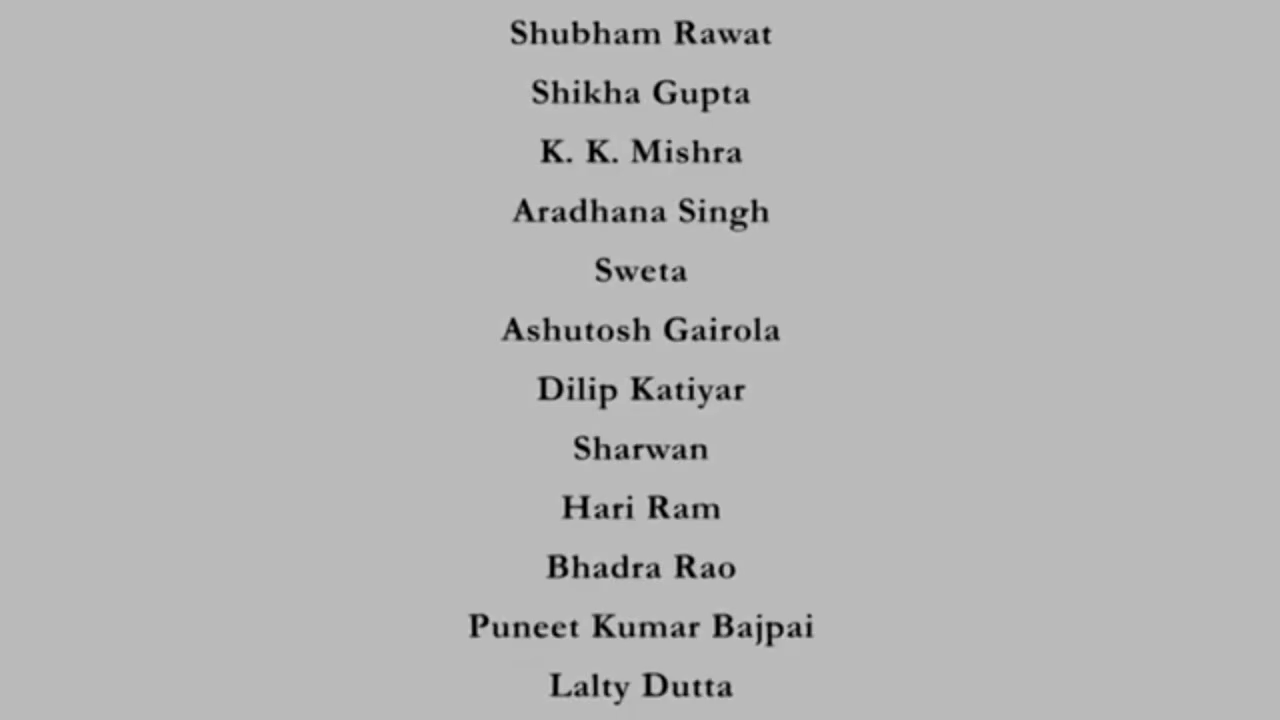 Shubham Rawat
Shikha Gupta
K. K. Mishra
Aradhana Singh
Sweta
Ashutosh Gairola
Dilip Katiyar
Sharwan
Hari Ram
Bhadra Rao
Puneet Kumar Bajpai
Lalty Dutta